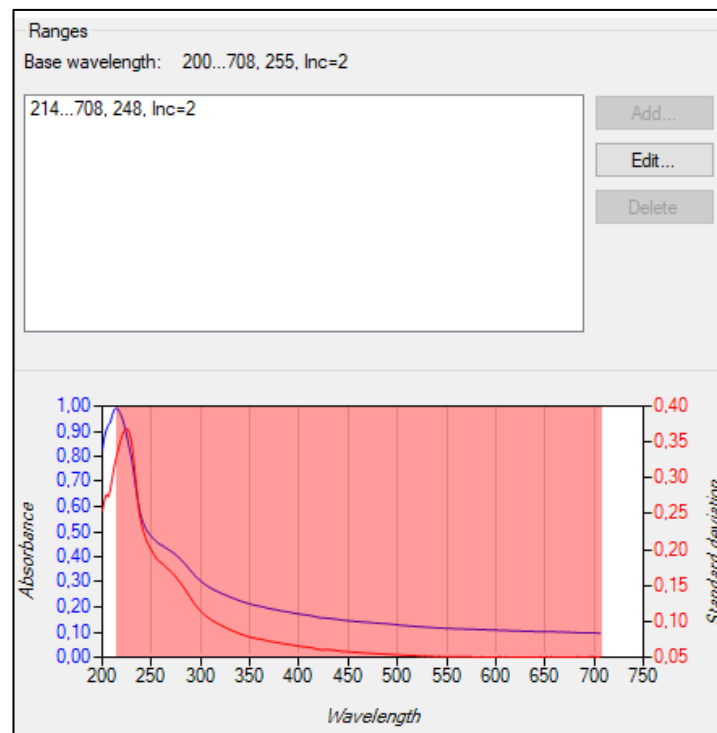 Ranges
Base wavelength: 200...708, 255, Inc=2
214...708, 248, Inc=2
Add...
Edit...
Delete
1,00
0,90
0,80
0,70
0,60
0,50
0,40
0,30
0,20
0,10
0,00
Absorbance
0,40
0,35
0,30
0,25
0,20
0,15
0,10
0,05
Standard deviation
200 250 300 350 400 450 500 550 600 650 700 750
Wavelength